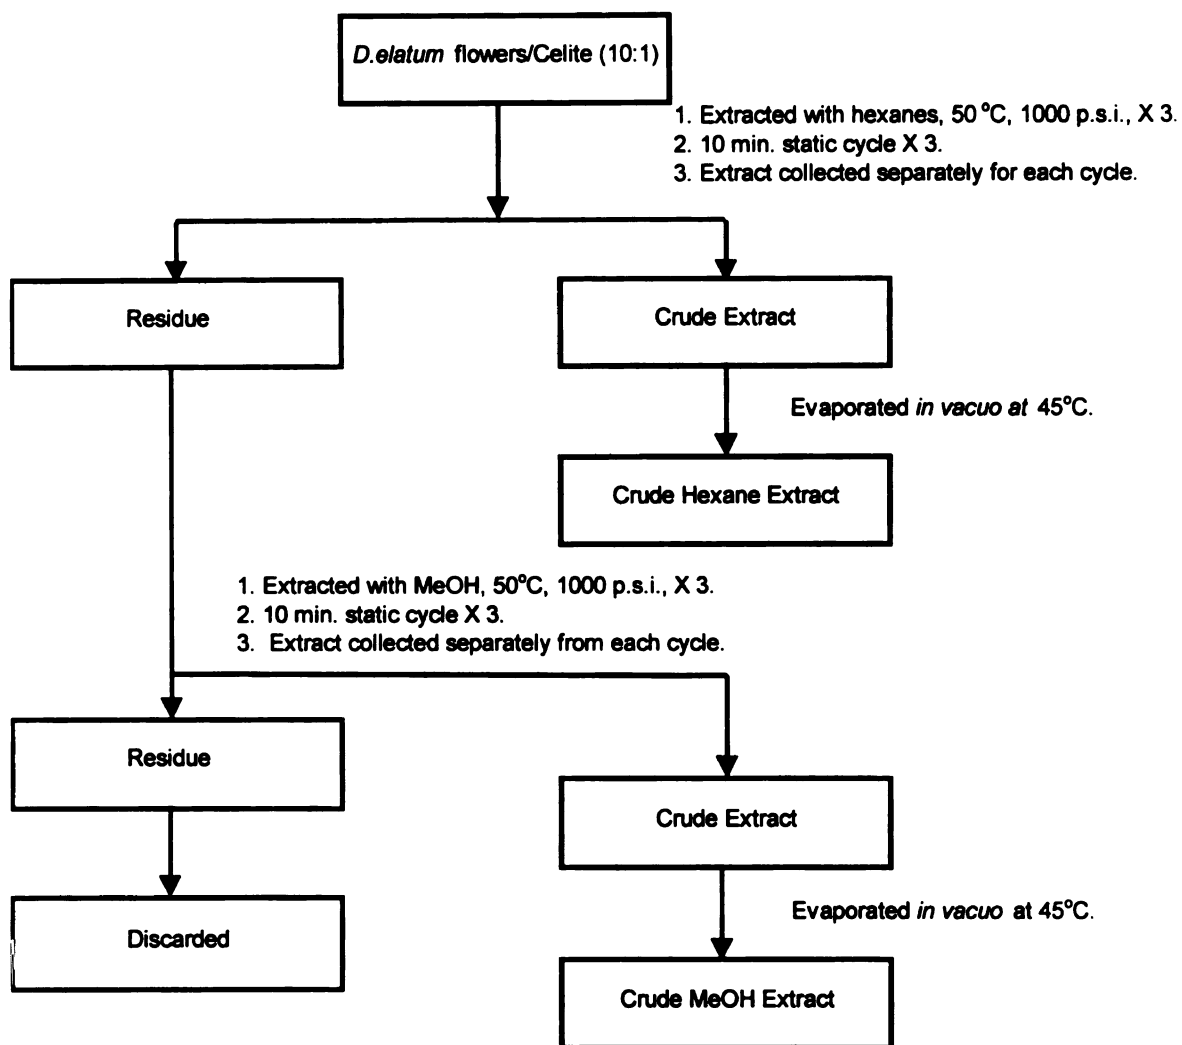 D.elatum flowers/Celite (10:1)
1. Extracted with hexanes, 50 °C, 1000 p.s.i., X 3.
2. 10 min. static cycle X 3.
3. Extract collected separately for each cycle.
Residue
Crude Extract
Evaporated in vacuo at 45°C.
Crude Hexane Extract
1. Extracted with MeOH, 50°C, 1000 p.s.i., X 3.
2. 10 min. static cycle X 3.
3. Extract collected separately from each cycle.
Residue
Crude Extract
Evaporated in vacuo at 45°C.
Discarded
Crude MeOH Extract